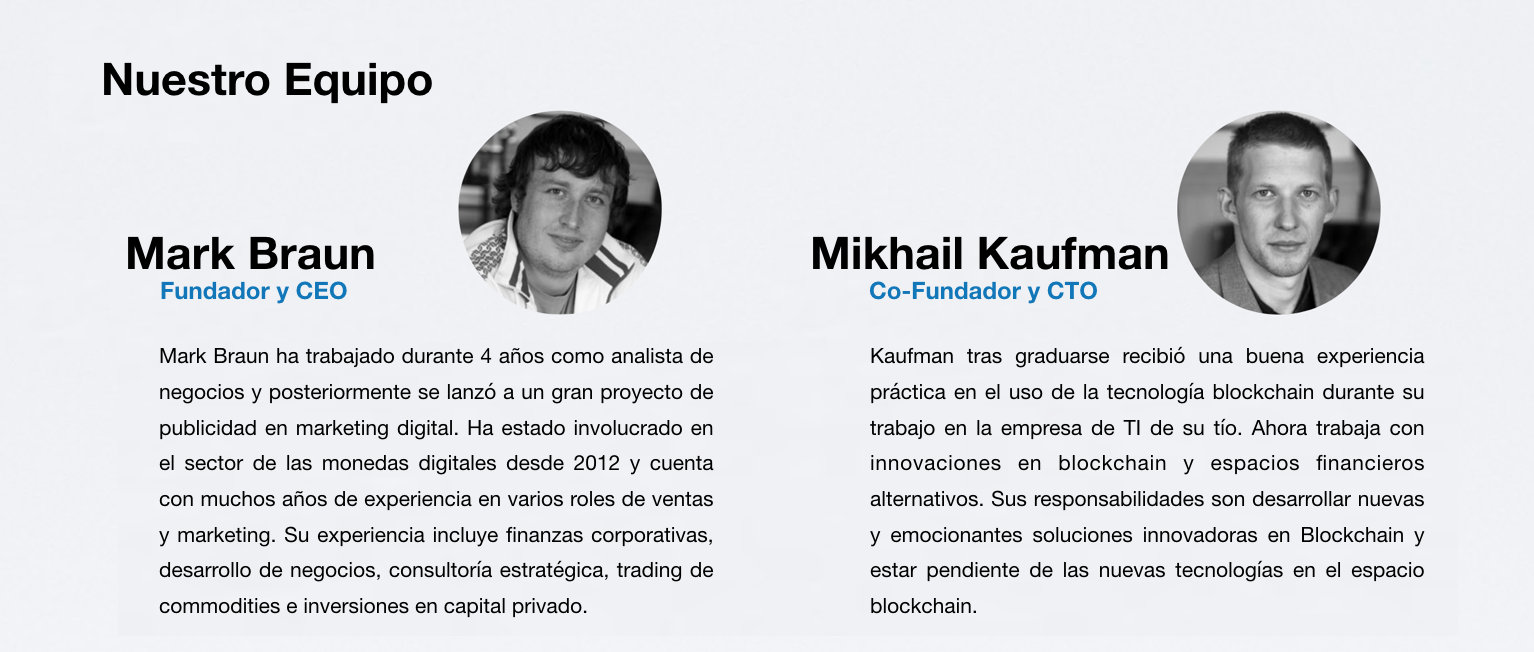 Nuestro Equipo
Mark Braun
Fundador y CEO
Mark Braun ha trabajado durante 4 años como analista de
negocios y posteriormente se lanzó a un gran proyecto de
publicidad en marketing digital. Ha estado involucrado en
el sector de las monedas digitales desde 2012 y cuenta
con muchos años de experiencia en varios roles de ventas
y marketing. Su experiencia incluye finanzas corporativas,
desarrollo de negocios, consultoría estratégica, trading de
commodities e inversiones en capital privado.
Mikhail Kaufman
Co-Fundador y CTO
Kaufman tras graduarse recibió una buena experiencia
práctica en el uso de la tecnología blockchain durante su
trabajo en la empresa de TI de su tío. Ahora trabaja con
innovaciones en blockchain y espacios financieros
alternativos. Sus responsabilidades son desarrollar nuevas
y emocionantes soluciones innovadoras en Blockchain y
estar pendiente de las nuevas tecnologías en el espacio
blockchain.